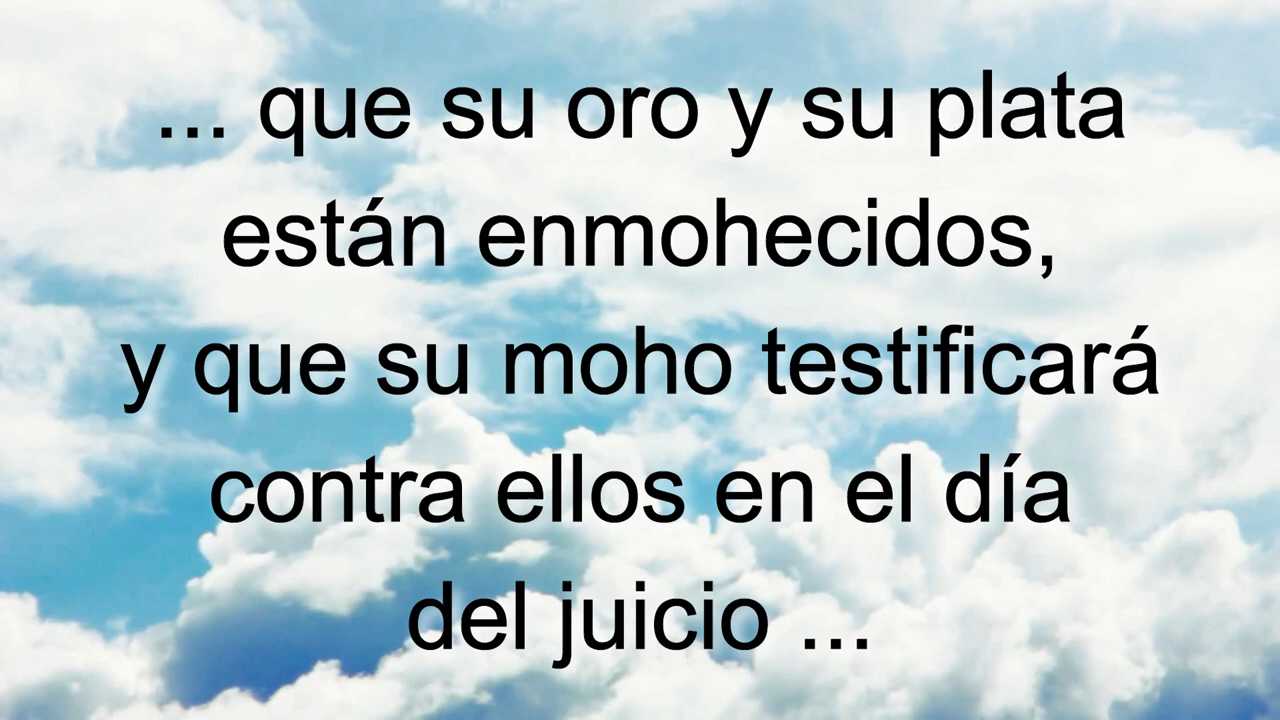 ... que su oro y su plata
están enmohecidos,
y que su moho testificará
contra ellos en el día
del juicio ...